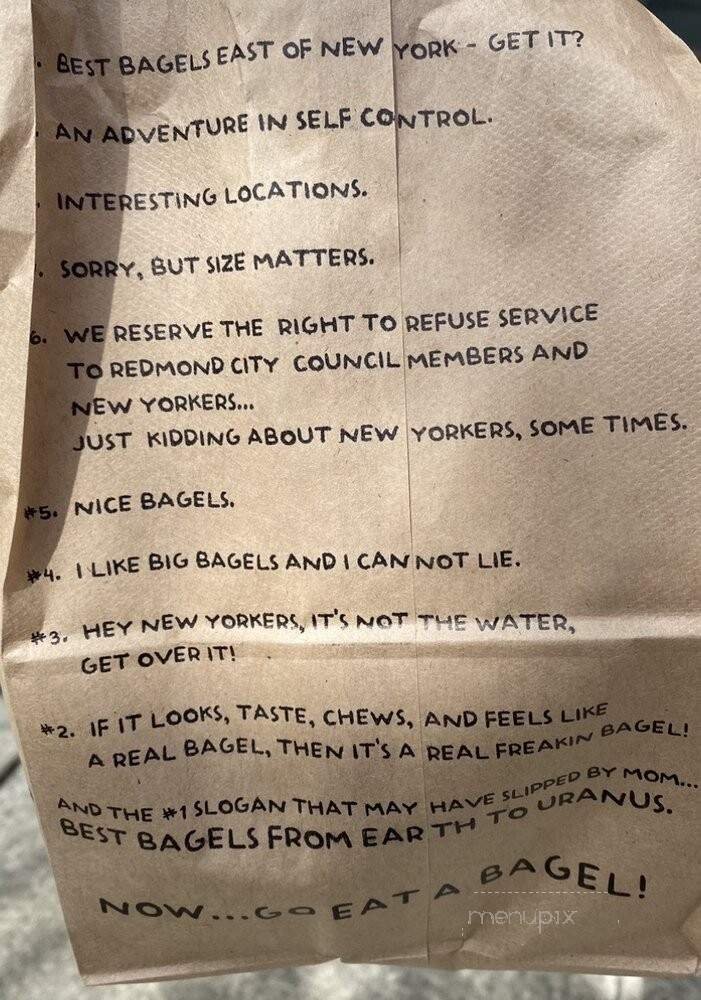 . BEST BAGELS EAST OF NEW YORK - GET IT?
. AN ADVENTURE IN SELF CONTROL.
. INTERESTING LOCATIONS.
. SORRY, BUT SIZE MATTERS.
6. WE RESERVE THE RIGHT TO REFUSE SERVICE
TO REDMOND CITY COUNCIL MEMBERS AND
NEW YORKERS...
JUST KIDDING ABOUT NEW YORKERS, SOME TIMES.
#5. NICE BAGELS.
#4. I LIKE BIG BAGELS AND I CAN NOT LIE.
#3. HEY NEW YORKERS, IT'S NOT THE WATER,
GET OVER IT!
#2. IF IT LOOKS, TASTE, CHEWS, AND FEELS LIKE
A REAL BAGEL, THEN IT'S A REAL FREAKIN BAGEL!
AND THE #1 SLOGAN THAT MAY HAVE SLIPPED BY MOM...
BEST BAGELS FROM EARTH TO URANUS.
NOW...GO EAT A BAGEL!
menupix